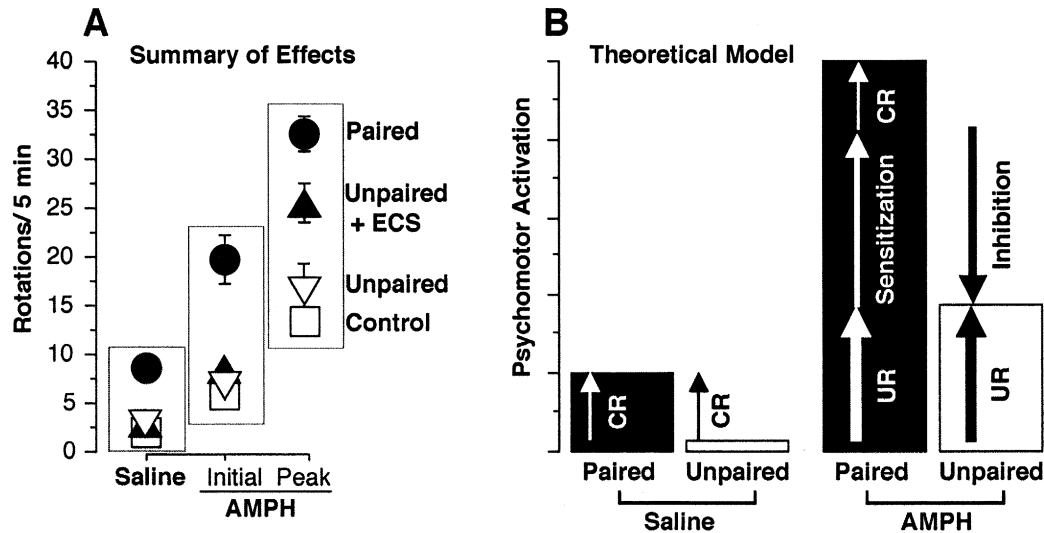 A
Summary of Effects
Rotations/ 5 min
40
35
30
25
20
15
10
5
0
Paired
Unpaired
+ ECS
Unpaired
Control
Saline
Initial
Peak
AMPH
B
Theoretical Model
Psychomotor Activation
CR
CR
CR
Sensitization
UR
Inhibition
UR
Paired
Unpaired
Paired
Unpaired
Saline
AMPH